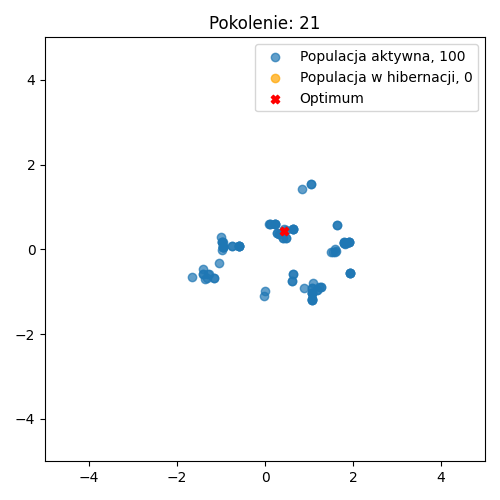 Pokolenie: 21
Populacja aktywna, 100
Populacja w hibernacji, 0
Optimum
4
2
0
−2
−4
−4 −2 0 2 4